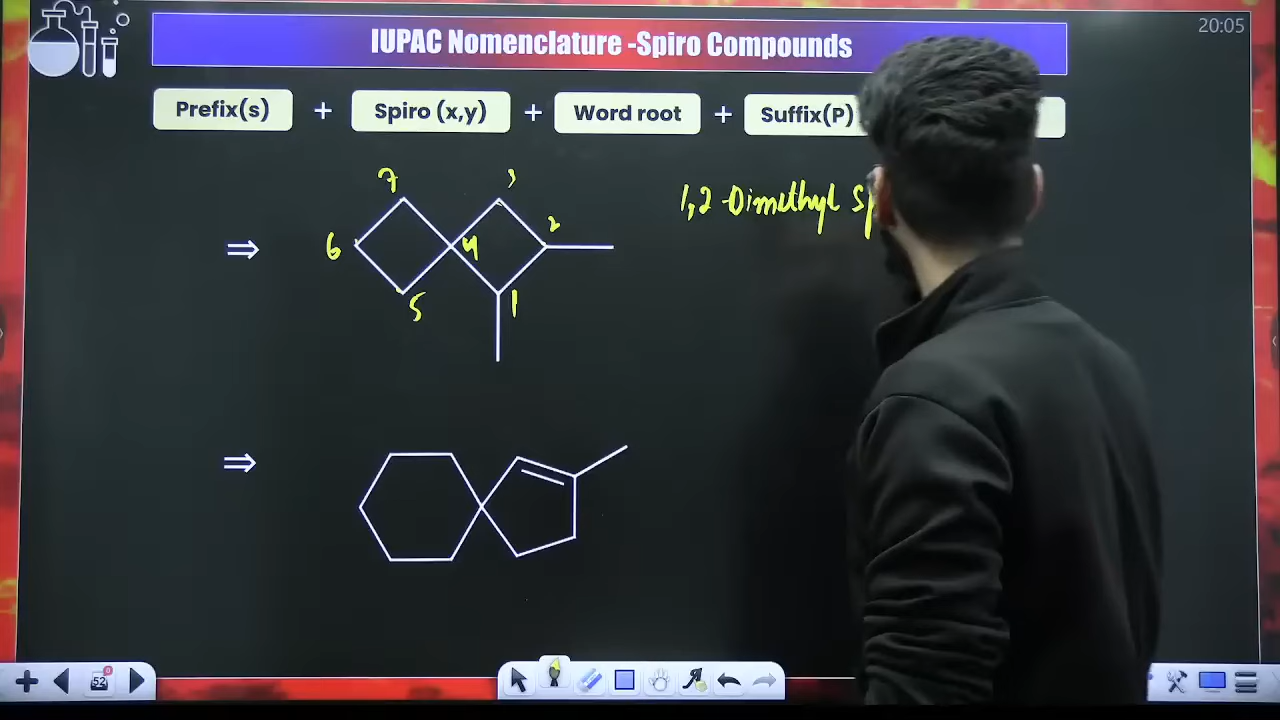 20:05
IUPAC Nomenclature -Spiro Compounds
Prefix(s) + Spiro (x,y) + Word root + Suffix(P)
7 3
1,2-Dimethyl Sp
2
6 4
⇒
5 1
⇒
52